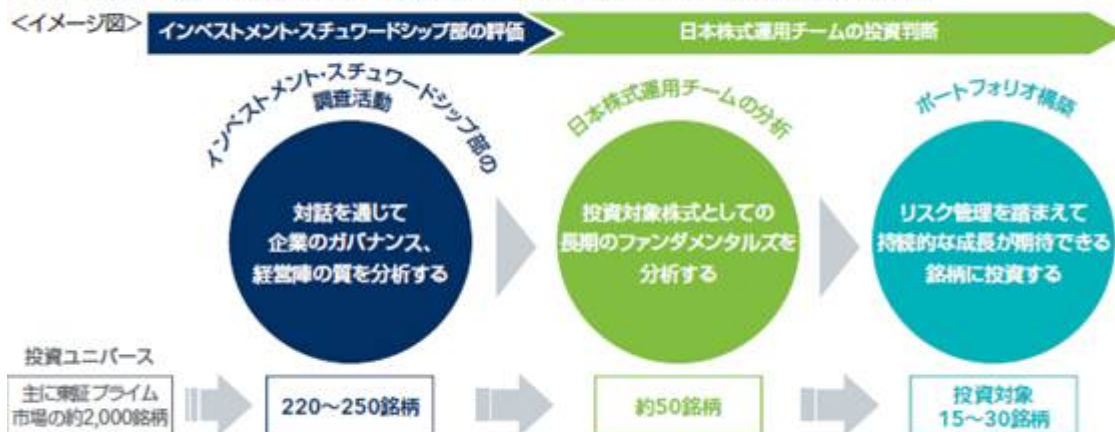 <イメージ図>
インベストメント・スチュワードシップ部の評価
日本株式運用チームの投資判断
インベストメント・スチュワードシップ部の
調査活動
対話を通じて
企業のガバナンス、
経営陣の質を分析する
日本株式運用チームの分析
投資対象株式としての
長期のファンダメンタルズを
分析する
ポートフォリオ構築
リスク管理を踏まえて
持続的な成長が期待できる
銘柄に投資する
投資ユニバース
主に東証プライム
市場の約2,000銘柄
220～250銘柄
約50銘柄
投資対象
15～30銘柄